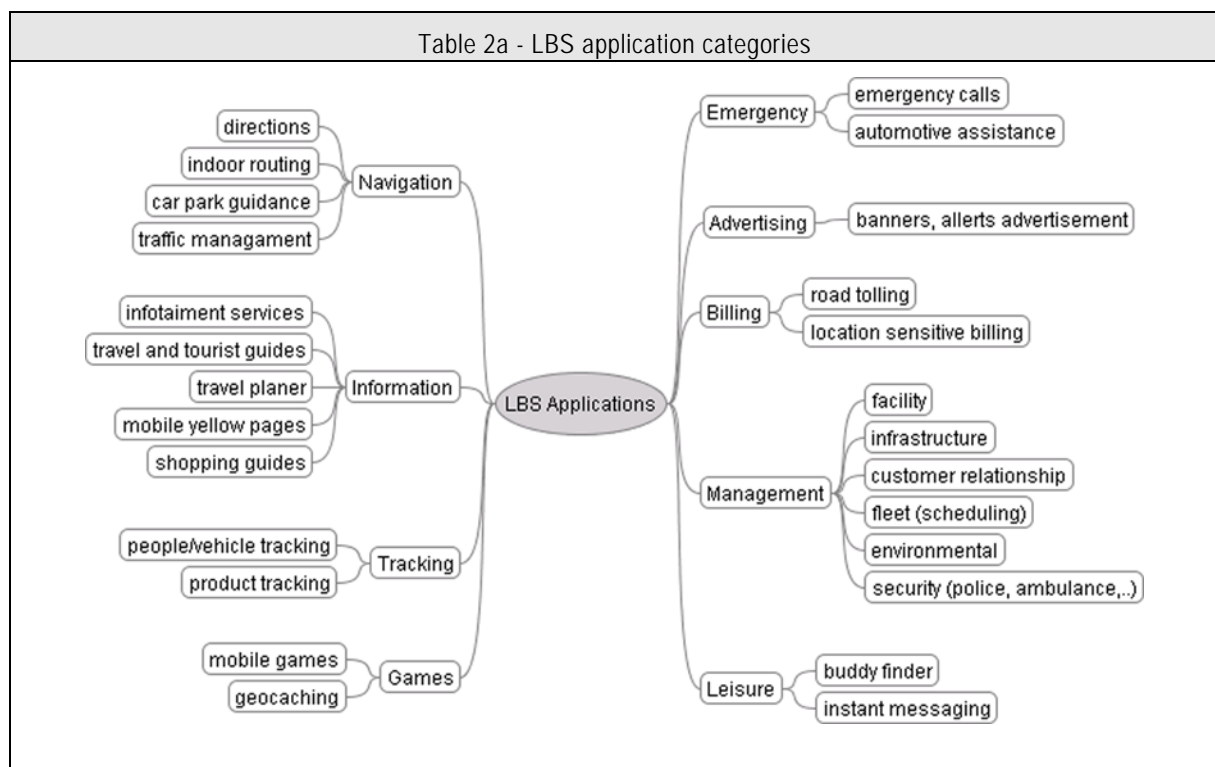 Table 2a - LBS application categories
directions
indoor routing
car park guidance
traffic managament
Navigation
infotaiment services
travel and tourist guides
travel planer
mobile yellow pages
shopping guides
Information
people/vehicle tracking
product tracking
Tracking
mobile games
geocaching
Games
LBS Applications
Emergency
emergency calls
automotive assistance
Advertising
banners, allerts advertisement
Billing
road tolling
location sensitive billing
Management
facility
infrastructure
customer relationship
fleet (scheduling)
environmental
security (police, ambulance,..)
Leisure
buddy finder
instant messaging